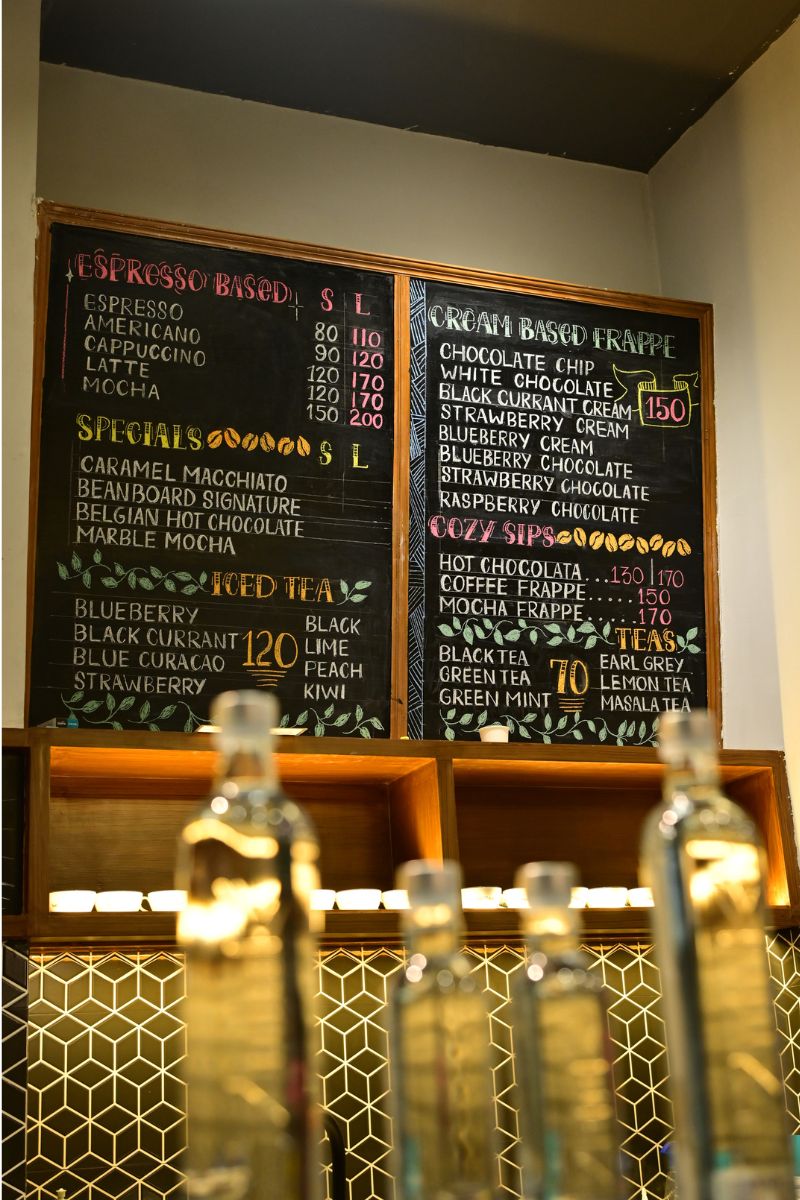 ESPRESSO BASED S L
ESPRESSO 80 110
AMERICANO 90 120
CAPPUCCINO 120 170
LATTE 120 170
MOCHA 150 200
SPECIALS S L
CARAMEL MACCHIATO
BEANBOARD SIGNATURE
BELGIAN HOT CHOCOLATE
MARBLE MOCHA
ICED TEA
BLUEBERRY
BLACK CURRANT
BLUE CURACAO
STRAWBERRY
120
BLACK
LIME
PEACH
KIWI
CREAM BASED FRAPPE
CHOCOLATE CHIP
WHITE CHOCOLATE
BLACK CURRANT CREAM
STRAWBERRY CREAM
BLUEBERRY CREAM
BLUEBERRY CHOCOLATE
STRAWBERRY CHOCOLATE
RASPBERRY CHOCOLATE
150
COZY SIPS
HOT CHOCOLATA...130|170
COFFEE FRAPPE......150
MOCHA FRAPPE......170
TEAS
BLACK TEA
GREEN TEA
GREEN MINT
70
EARL GREY
LEMON TEA
MASALA TEA